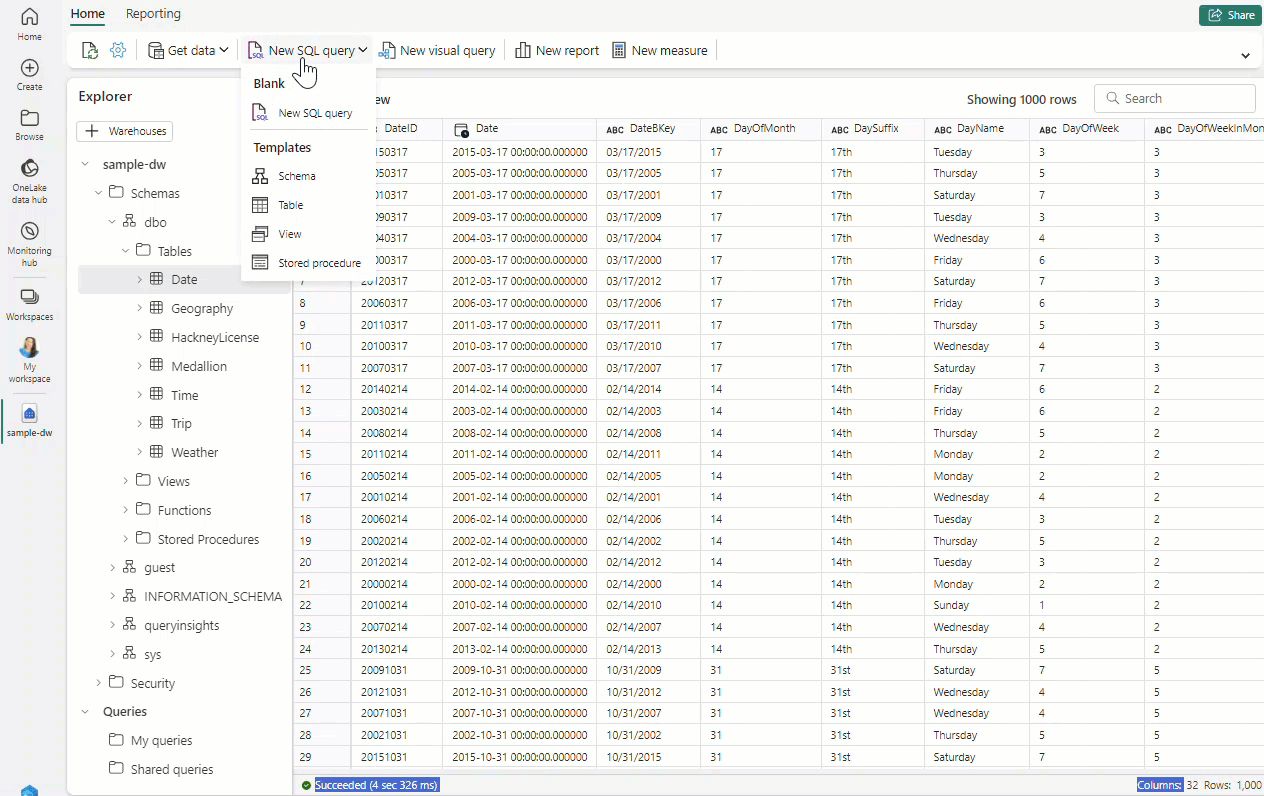 Home Reporting
Share
Get data New SQL query New visual query New report New measure
Home
Create
Browse
OneLake
data hub
Monitoring
hub
Workspaces
My
workspace
sample-dw
Explorer
Warehouses
sample-dw
Schemas
dbo
Tables
Date
Geography
HackneyLicense
Medallion
Time
Trip
Weather
Views
Functions
Stored Procedures
guest
INFORMATION_SCHEMA
queryinsights
sys
Security
Queries
My queries
Shared queries
Blank
New SQL query
Templates
Schema
Table
View
Stored procedure
Showing 1000 rows Search
DateID Date ABC DateBKey ABC DayOfMonth ABC DaySuffix ABC DayName ABC DayOfWeek ABC DayOfWeekInMon
150317 2015-03-17 00:00:00.000000 03/17/2015 17 17th Tuesday 3 3
050317 2005-03-17 00:00:00.000000 03/17/2005 17 17th Thursday 5 3
010317 2001-03-17 00:00:00.000000 03/17/2001 17 17th Saturday 7 3
090317 2009-03-17 00:00:00.000000 03/17/2009 17 17th Tuesday 3 3
040317 2004-03-17 00:00:00.000000 03/17/2004 17 17th Wednesday 4 3
000317 2000-03-17 00:00:00.000000 03/17/2000 17 17th Friday 6 3
7 20120317 2012-03-17 00:00:00.000000 03/17/2012 17 17th Saturday 7 3
8 20060317 2006-03-17 00:00:00.000000 03/17/2006 17 17th Friday 6 3
9 20110317 2011-03-17 00:00:00.000000 03/17/2011 17 17th Thursday 5 3
10 20100317 2010-03-17 00:00:00.000000 03/17/2010 17 17th Wednesday 4 3
11 20070317 2007-03-17 00:00:00.000000 03/17/2007 17 17th Saturday 7 3
12 20140214 2014-02-14 00:00:00.000000 02/14/2014 14 14th Friday 6 2
13 20030214 2003-02-14 00:00:00.000000 02/14/2003 14 14th Friday 6 2
14 20080214 2008-02-14 00:00:00.000000 02/14/2008 14 14th Thursday 5 2
15 20110214 2011-02-14 00:00:00.000000 02/14/2011 14 14th Monday 2 2
16 20050214 2005-02-14 00:00:00.000000 02/14/2005 14 14th Monday 2 2
17 20010214 2001-02-14 00:00:00.000000 02/14/2001 14 14th Wednesday 4 2
18 20060214 2006-02-14 00:00:00.000000 02/14/2006 14 14th Tuesday 3 2
19 20020214 2002-02-14 00:00:00.000000 02/14/2002 14 14th Thursday 5 2
20 20120214 2012-02-14 00:00:00.000000 02/14/2012 14 14th Tuesday 3 2
21 20000214 2000-02-14 00:00:00.000000 02/14/2000 14 14th Monday 2 2
22 20100214 2010-02-14 00:00:00.000000 02/14/2010 14 14th Sunday 1 2
23 20070214 2007-02-14 00:00:00.000000 02/14/2007 14 14th Wednesday 4 2
24 20130214 2013-02-14 00:00:00.000000 02/14/2013 14 14th Thursday 5 2
25 20091031 2009-10-31 00:00:00.000000 10/31/2009 31 31st Saturday 7 5
26 20121031 2012-10-31 00:00:00.000000 10/31/2012 31 31st Wednesday 4 5
27 20071031 2007-10-31 00:00:00.000000 10/31/2007 31 31st Wednesday 4 5
28 20021031 2002-10-31 00:00:00.000000 10/31/2002 31 31st Thursday 5 5
29 20151031 2015-10-31 00:00:00.000000 10/31/2015 31 31st Saturday 7 5
Succeeded (4 sec 326 ms) Columns: 32 Rows: 1,000